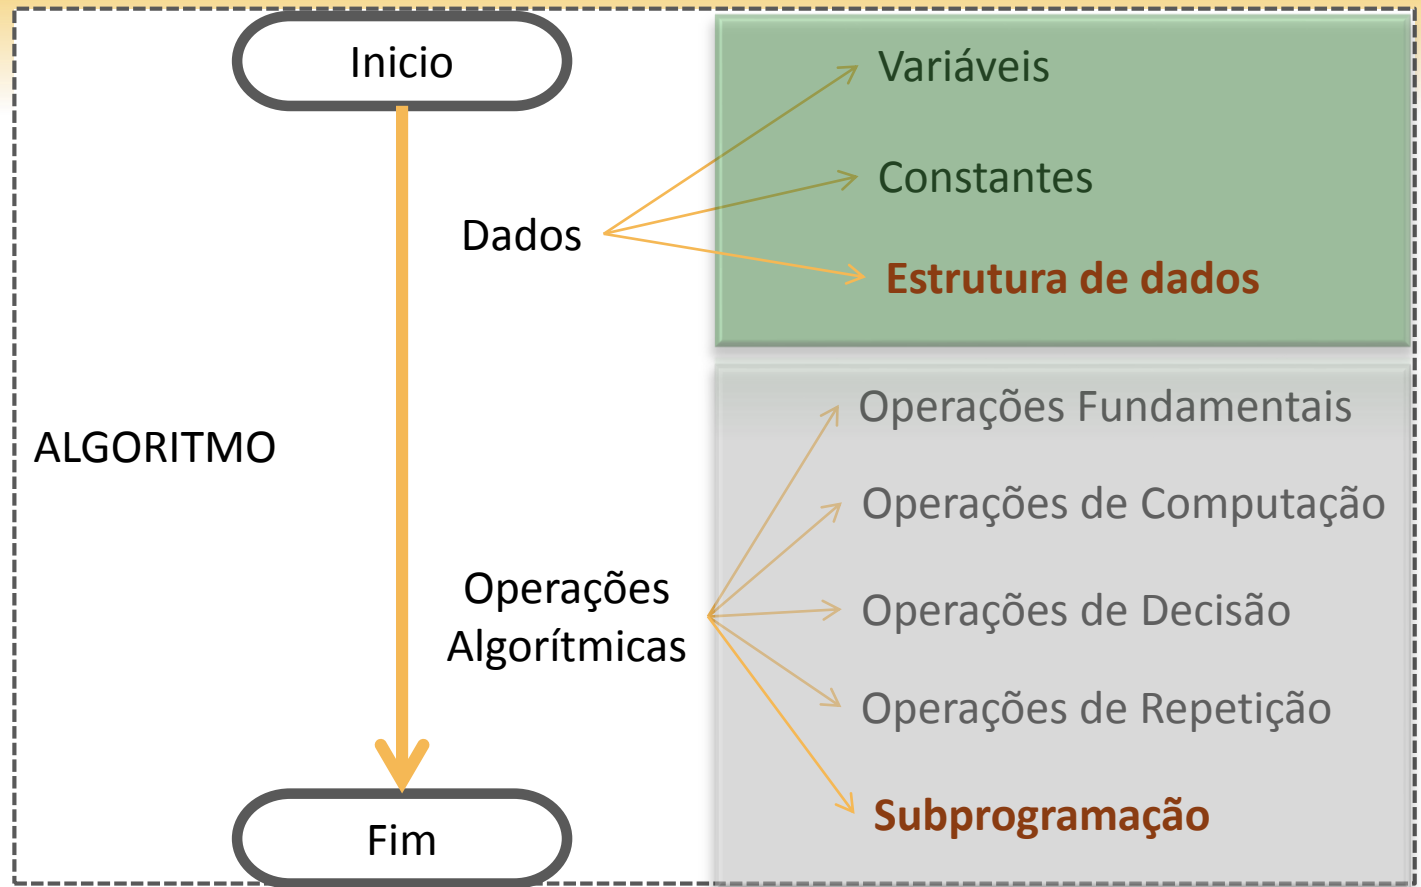 Inicio
Variáveis
Constantes
Dados
Estrutura de dados
ALGORITMO
Operações Fundamentais
Operações de Computação
Operações
Algorítmicas
Operações de Decisão
Operações de Repetição
Subprogramação
Fim